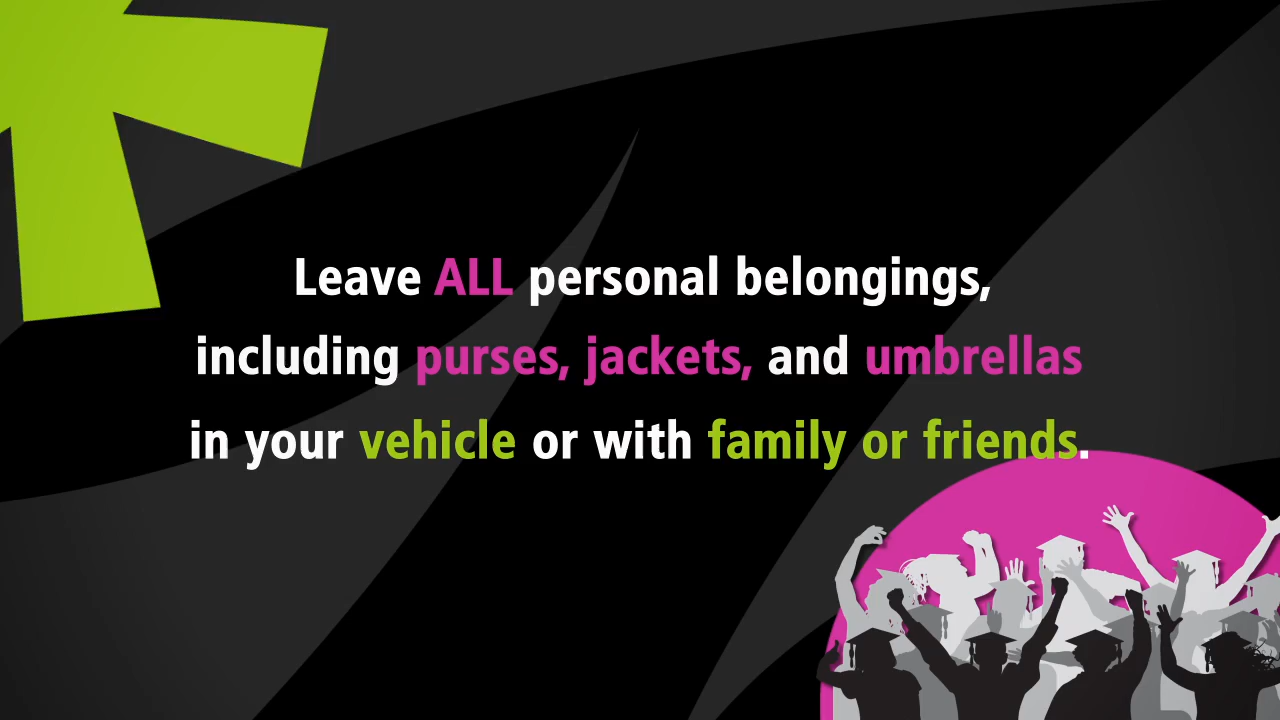 Leave ALL personal belongings,
including purses, jackets, and umbrellas
in your vehicle or with family or friends.